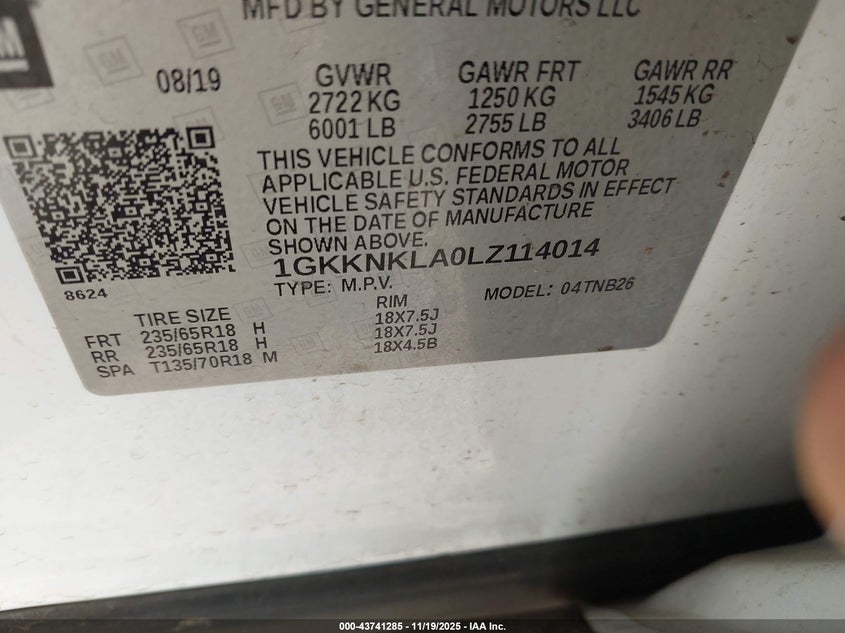 GM
MFD BY GENERAL MOTORS LLC
08/19
GVWR
2722 KG
6001 LB
GAWR FRT
1250 KG
2755 LB
GAWR RR
1545 KG
3406 LB
THIS VEHICLE CONFORMS TO ALL
APPLICABLE U.S. FEDERAL MOTOR
VEHICLE SAFETY STANDARDS IN EFFECT
ON THE DATE OF MANUFACTURE
SHOWN ABOVE.
1GKKNKLA0LZ114014
8624
TYPE: M.P.V.
MODEL: 04TNB26
TIRE SIZE RIM
FRT 235/65R18 H 18X7.5J
RR 235/65R18 H 18X7.5J
SPA T135/70R18 M 18X4.5B
000-43741285 - 11/19/2025 - IAA Inc.